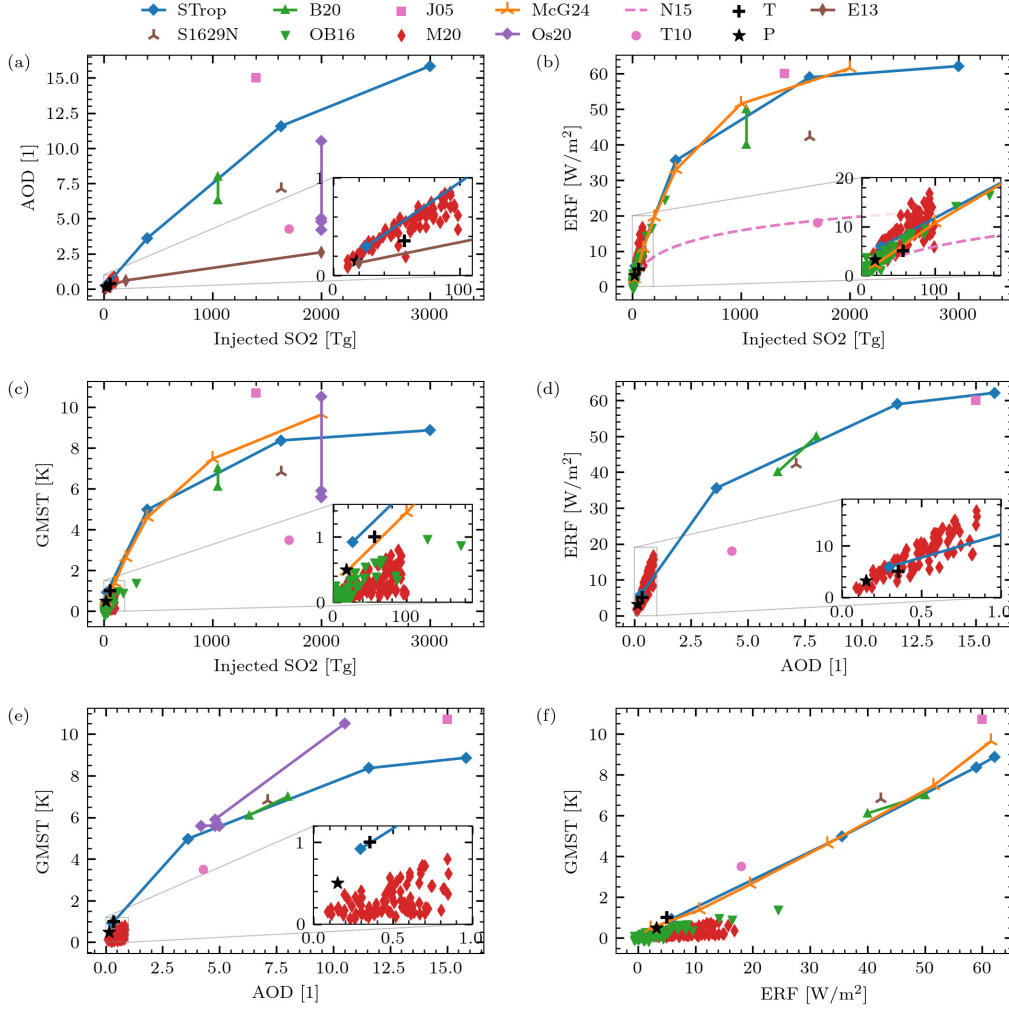 STrop B20 J05 McG24 N15 T E13
S1629N OB16 M20 Os20 T10 P
(a)
AOD [1]
15.0
12.5
10.0
7.5
5.0
2.5
0.0
1
0
0 100
0 1000 2000 3000
Injected SO2 [Tg]
(b)
ERF [W/m²]
60
50
40
30
20
10
0
20
10
0
0 100
0 1000 2000 3000
Injected SO2 [Tg]
(c)
GMST [K]
10
8
6
4
2
0
1
0
0 100
0 1000 2000 3000
Injected SO2 [Tg]
(d)
ERF [W/m²]
60
50
40
30
20
10
0
10
0
0.0 0.5 1.0
0.0 2.5 5.0 7.5 10.0 12.5 15.0
AOD [1]
(e)
GMST [K]
10
8
6
4
2
0
1
0
0.0 0.5 1.0
0.0 2.5 5.0 7.5 10.0 12.5 15.0
AOD [1]
(f)
GMST [K]
10
8
6
4
2
0
0 10 20 30 40 50 60
ERF [W/m²]